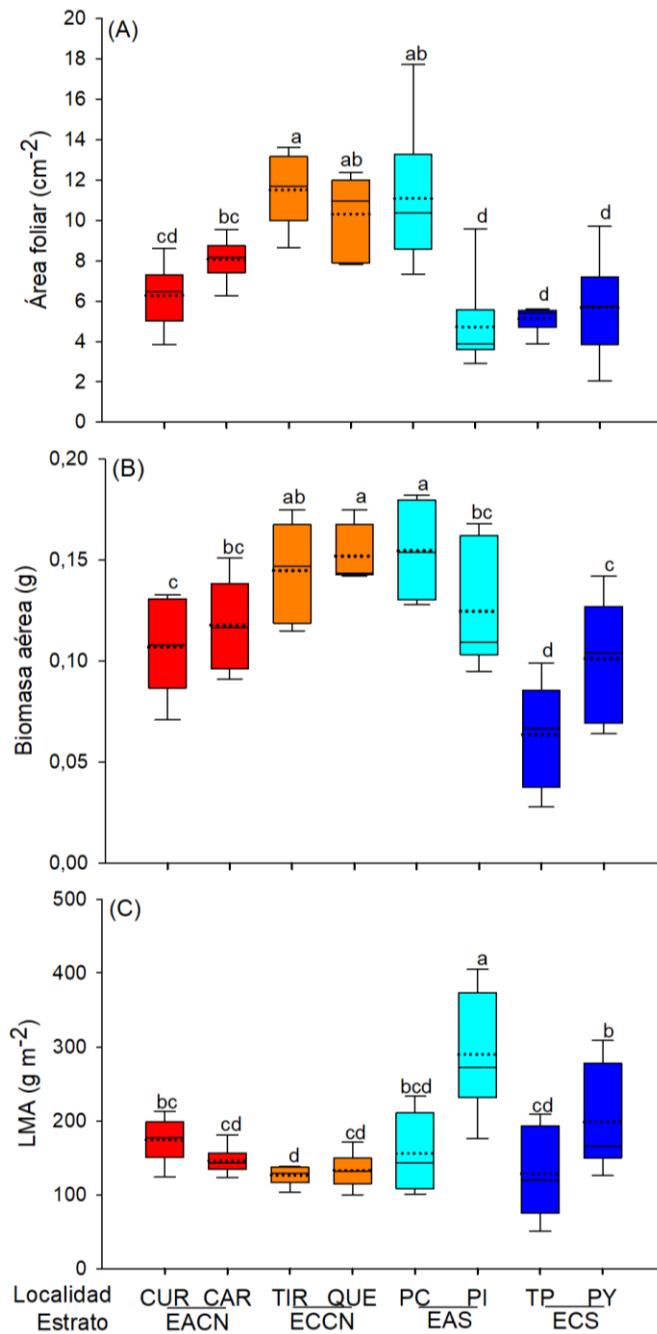 (A)
Área foliar (cm-2)
20
18
16
14
12
10
8
6
4
2
0
cd bc a ab ab d d d
(B)
Biomasa aérea (g)
0,20
0,15
0,10
0,05
0,00
c bc ab a a bc d c
(C)
LMA (g m-2)
500
400
300
200
100
0
bc cd d cd bcd a cd b
Localidad CUR CAR TIR QUE PC PI TP PY
Estrato EACN ECCN EAS ECS